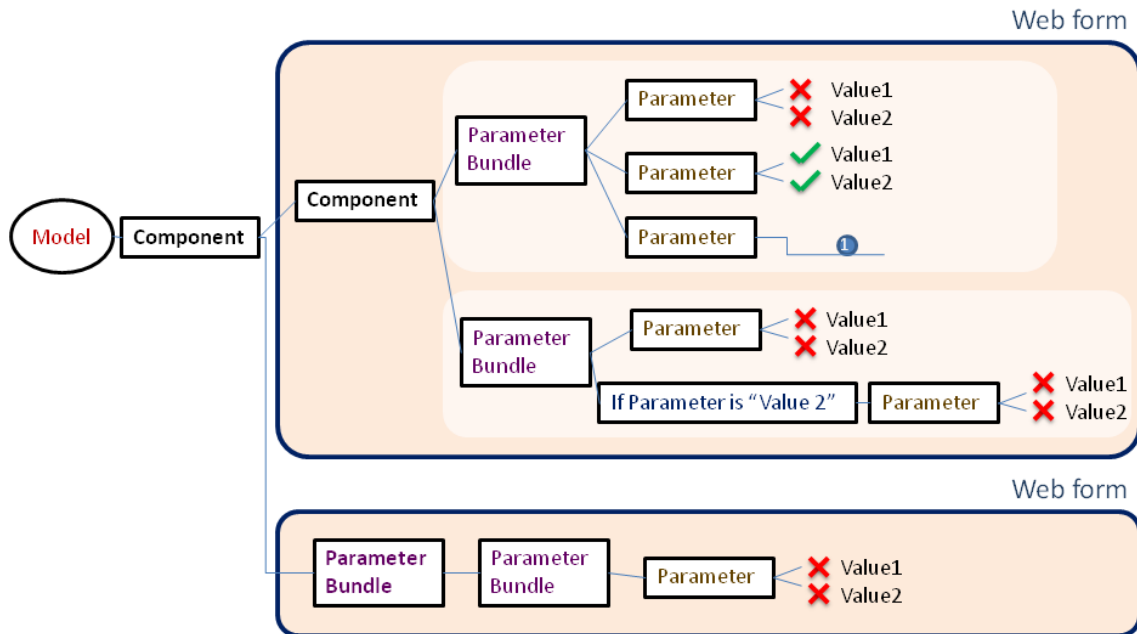 Web form
Model
Component
Component
Parameter
Bundle
Parameter
Value1
Value2
Parameter
Value1
Value2
Parameter
1
Parameter
Bundle
Parameter
Value1
Value2
If Parameter is “Value 2”
Parameter
Value1
Value2
Web form
Parameter
Bundle
Parameter
Bundle
Parameter
Value1
Value2